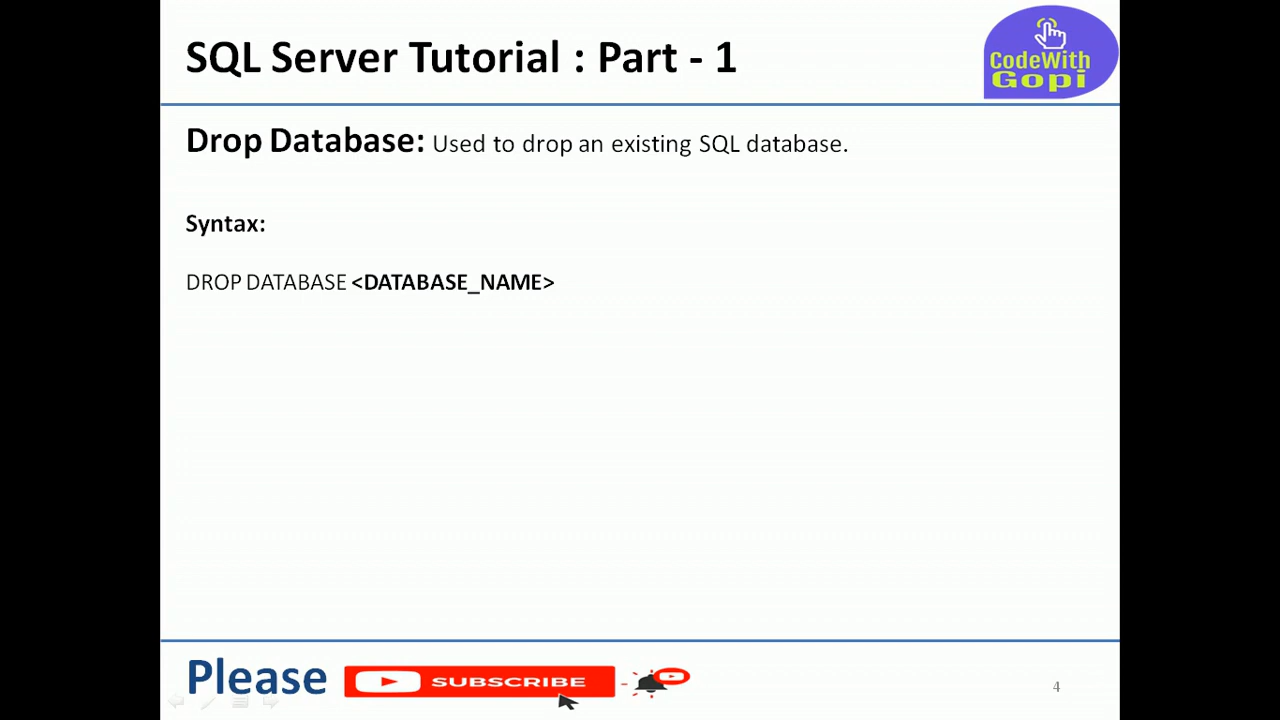 SQL Server Tutorial : Part - 1
CodeWith
Gopi
Drop Database: Used to drop an existing SQL database.
Syntax:
DROP DATABASE <DATABASE_NAME>
Please SUBSCRIBE
4